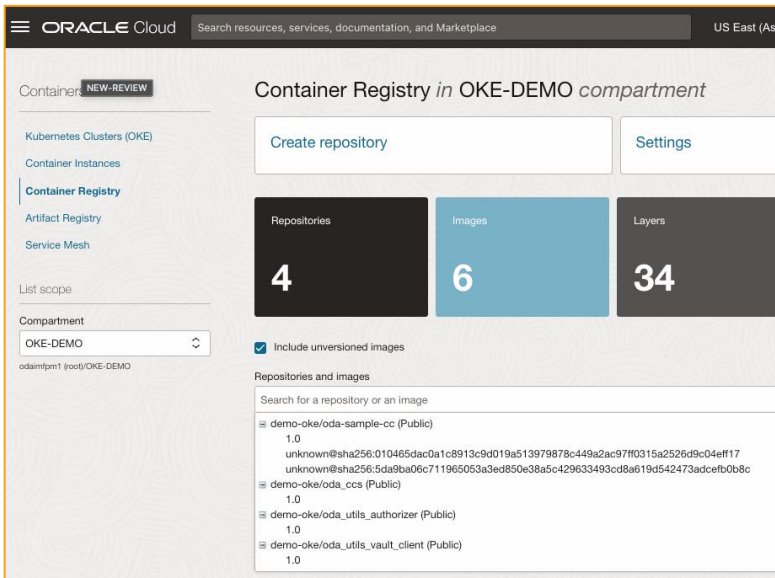 ORACLE Cloud
Search resources, services, documentation, and Marketplace
US East (As
Containers
NEW-REVIEW
Kubernetes Clusters (OKE)
Container Instances
Container Registry
Artifact Registry
Service Mesh
List scope
Compartment
OKE-DEMO
odaimfpm1 (root)/OKE-DEMO
Container Registry in OKE-DEMO compartment
Create repository
Settings
Repositories
4
Images
6
Layers
34
Include unversioned images
Repositories and images
Search for a repository or an image
demo-oke/oda-sample-cc (Public)
1.0
unknown@sha256:010465dac0a1c8913c9d019a513979878c449a2ac97ff0315a2526d9c04eff17
unknown@sha256:5da9ba06c711965053a3ed850e38a5c429633493cd8a619d542473adcefb0b8c
demo-oke/oda_ccs (Public)
1.0
demo-oke/oda_utils_authorizer (Public)
1.0
demo-oke/oda_utils_vault_client (Public)
1.0